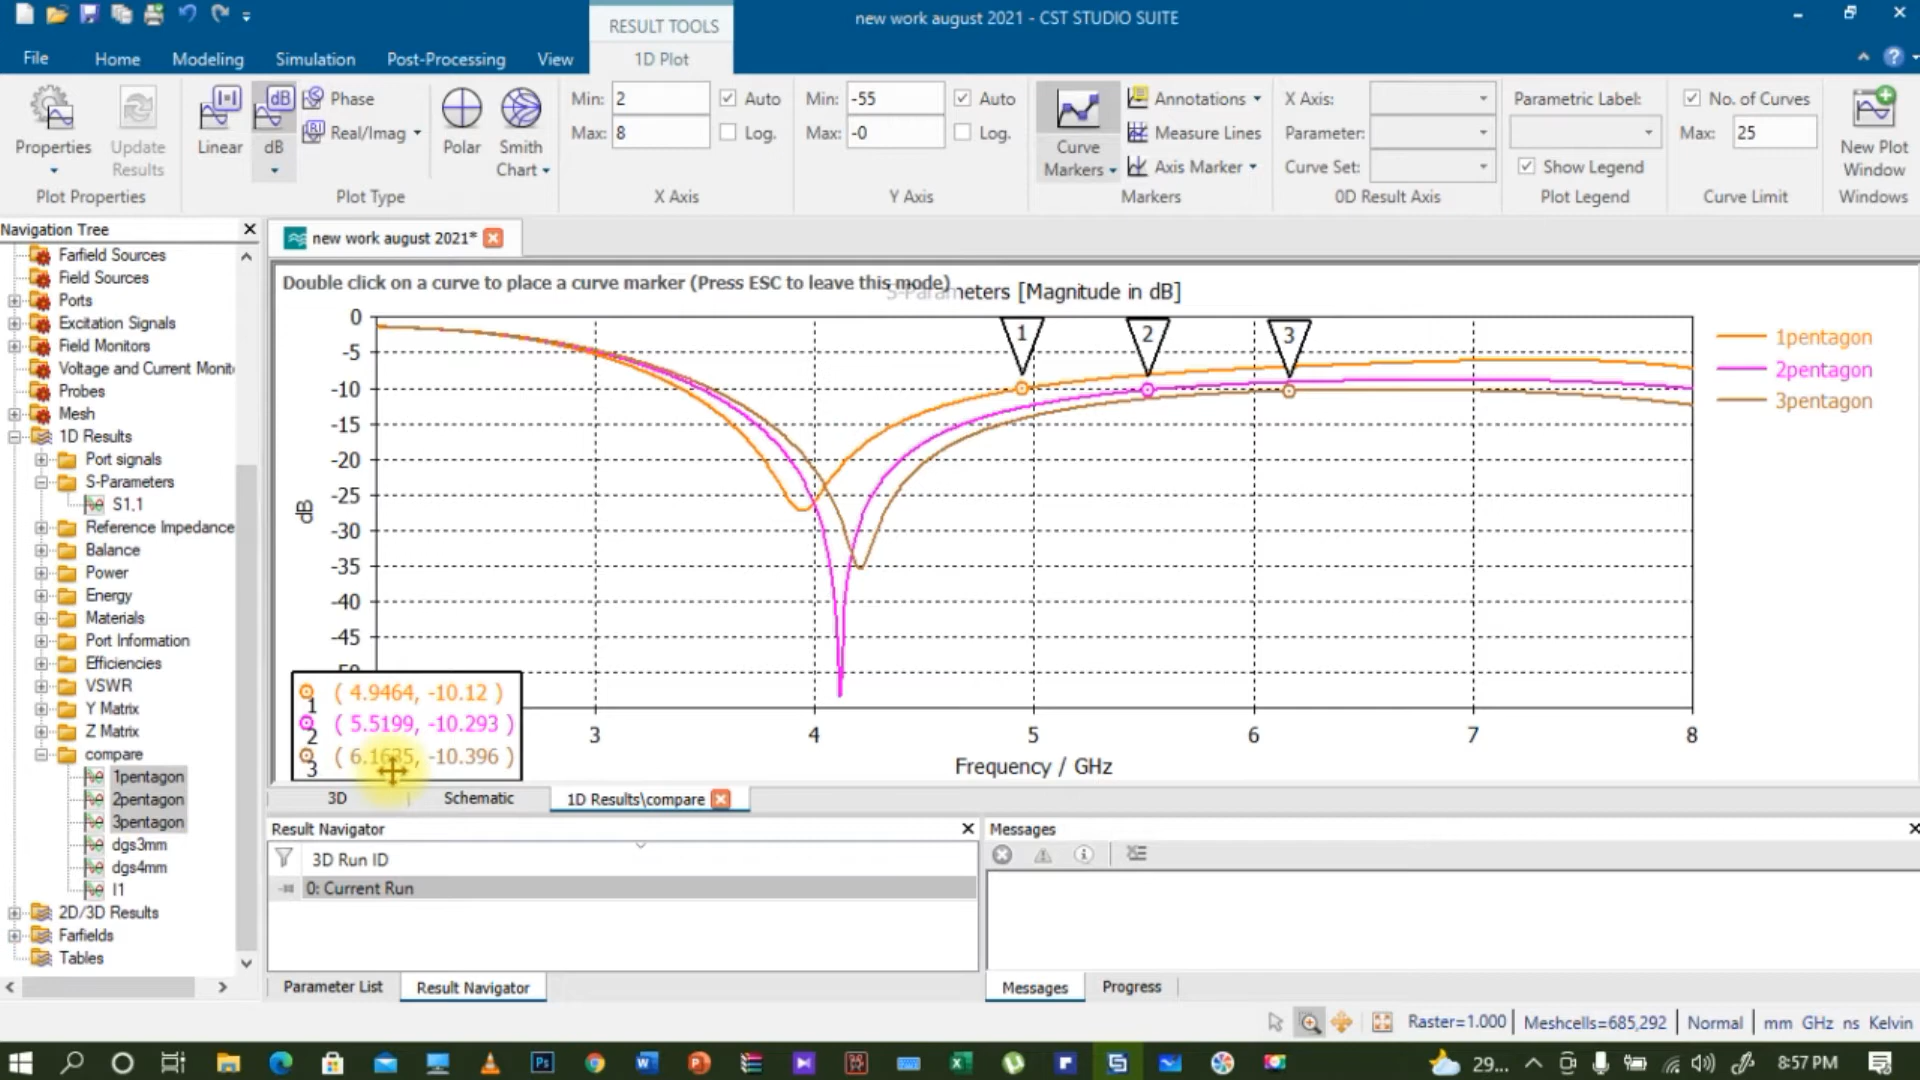 RESULT TOOLS
new work august 2021 - CST STUDIO SUITE
File Home Modeling Simulation Post-Processing View 1D Plot
Properties
Update Results
Linear
dB
Phase
Real/Imag
Polar
Smith Chart
Plot Properties
Plot Type
Min: 2 Auto
Max: 8 Log.
X Axis
Min: -55 Auto
Max: -0 Log.
Y Axis
Curve Markers
Annotations
Measure Lines
Axis Marker
Markers
X Axis:
Parameter:
Curve Set:
0D Result Axis
Parametric Label:
Show Legend
Plot Legend
No. of Curves
Max: 25
Curve Limit
New Plot Window
Windows
Navigation Tree
Farfield Sources
Field Sources
Ports
Excitation Signals
Field Monitors
Voltage and Current Monit
Probes
Mesh
1D Results
Port signals
S-Parameters
S1,1
Reference Impedance
Balance
Power
Energy
Materials
Port Information
Efficiencies
VSWR
Y Matrix
Z Matrix
compare
1pentagon
2pentagon
3pentagon
dgs3mm
dgs4mm
2D/3D Results
Farfields
Tables
new work august 2021*
Double click on a curve to place a curve marker (Press ESC to leave this mode)
S-Parameters [Magnitude in dB]
0
-5
-10
-15
-20
-25
-30
-35
-40
-45
-50
dB
1 2 3
1pentagon
2pentagon
3pentagon
1 ( 4.9464, -10.12 )
2 ( 5.5199, -10.293 )
3 -10.396 )
3 4 5 6 7 8
Frequency / GHz
3D Schematic 1D Results\compare
Result Navigator
3D Run ID
0: Current Run
Parameter List Result Navigator
Messages
Messages Progress
Raster=1.000 Meshcells=685,292 Normal mm GHz ns Kelvin
29... 8:57 PM